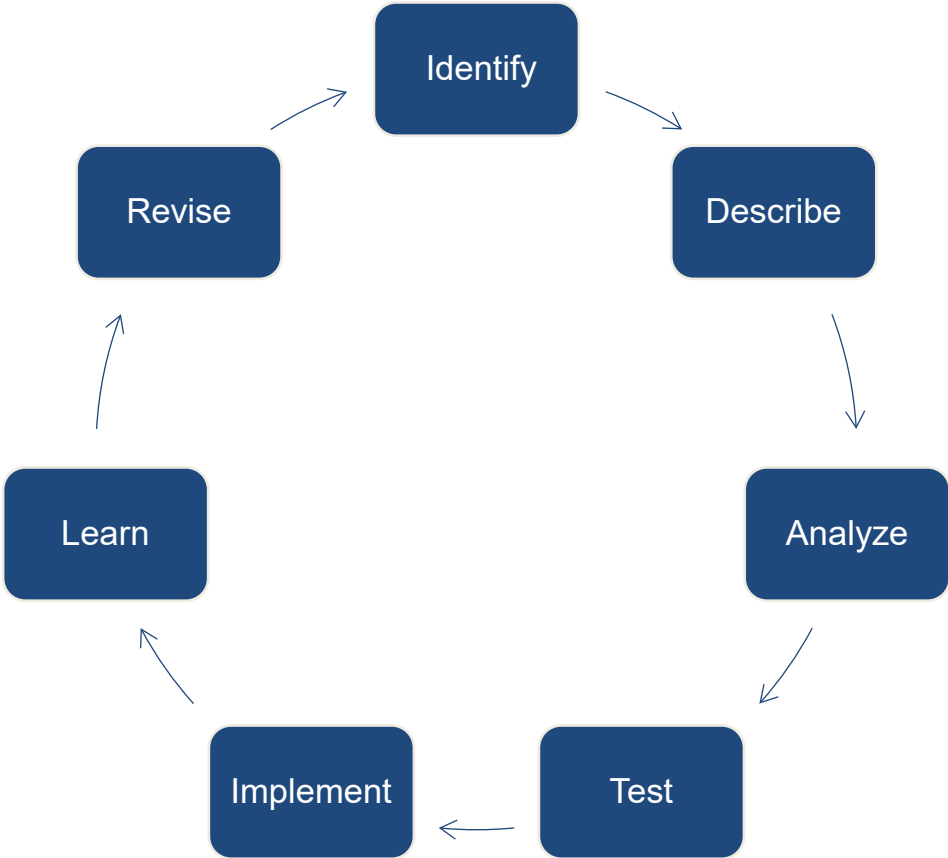 Identify
Describe
Analyze
Test
Implement
Learn
Revise